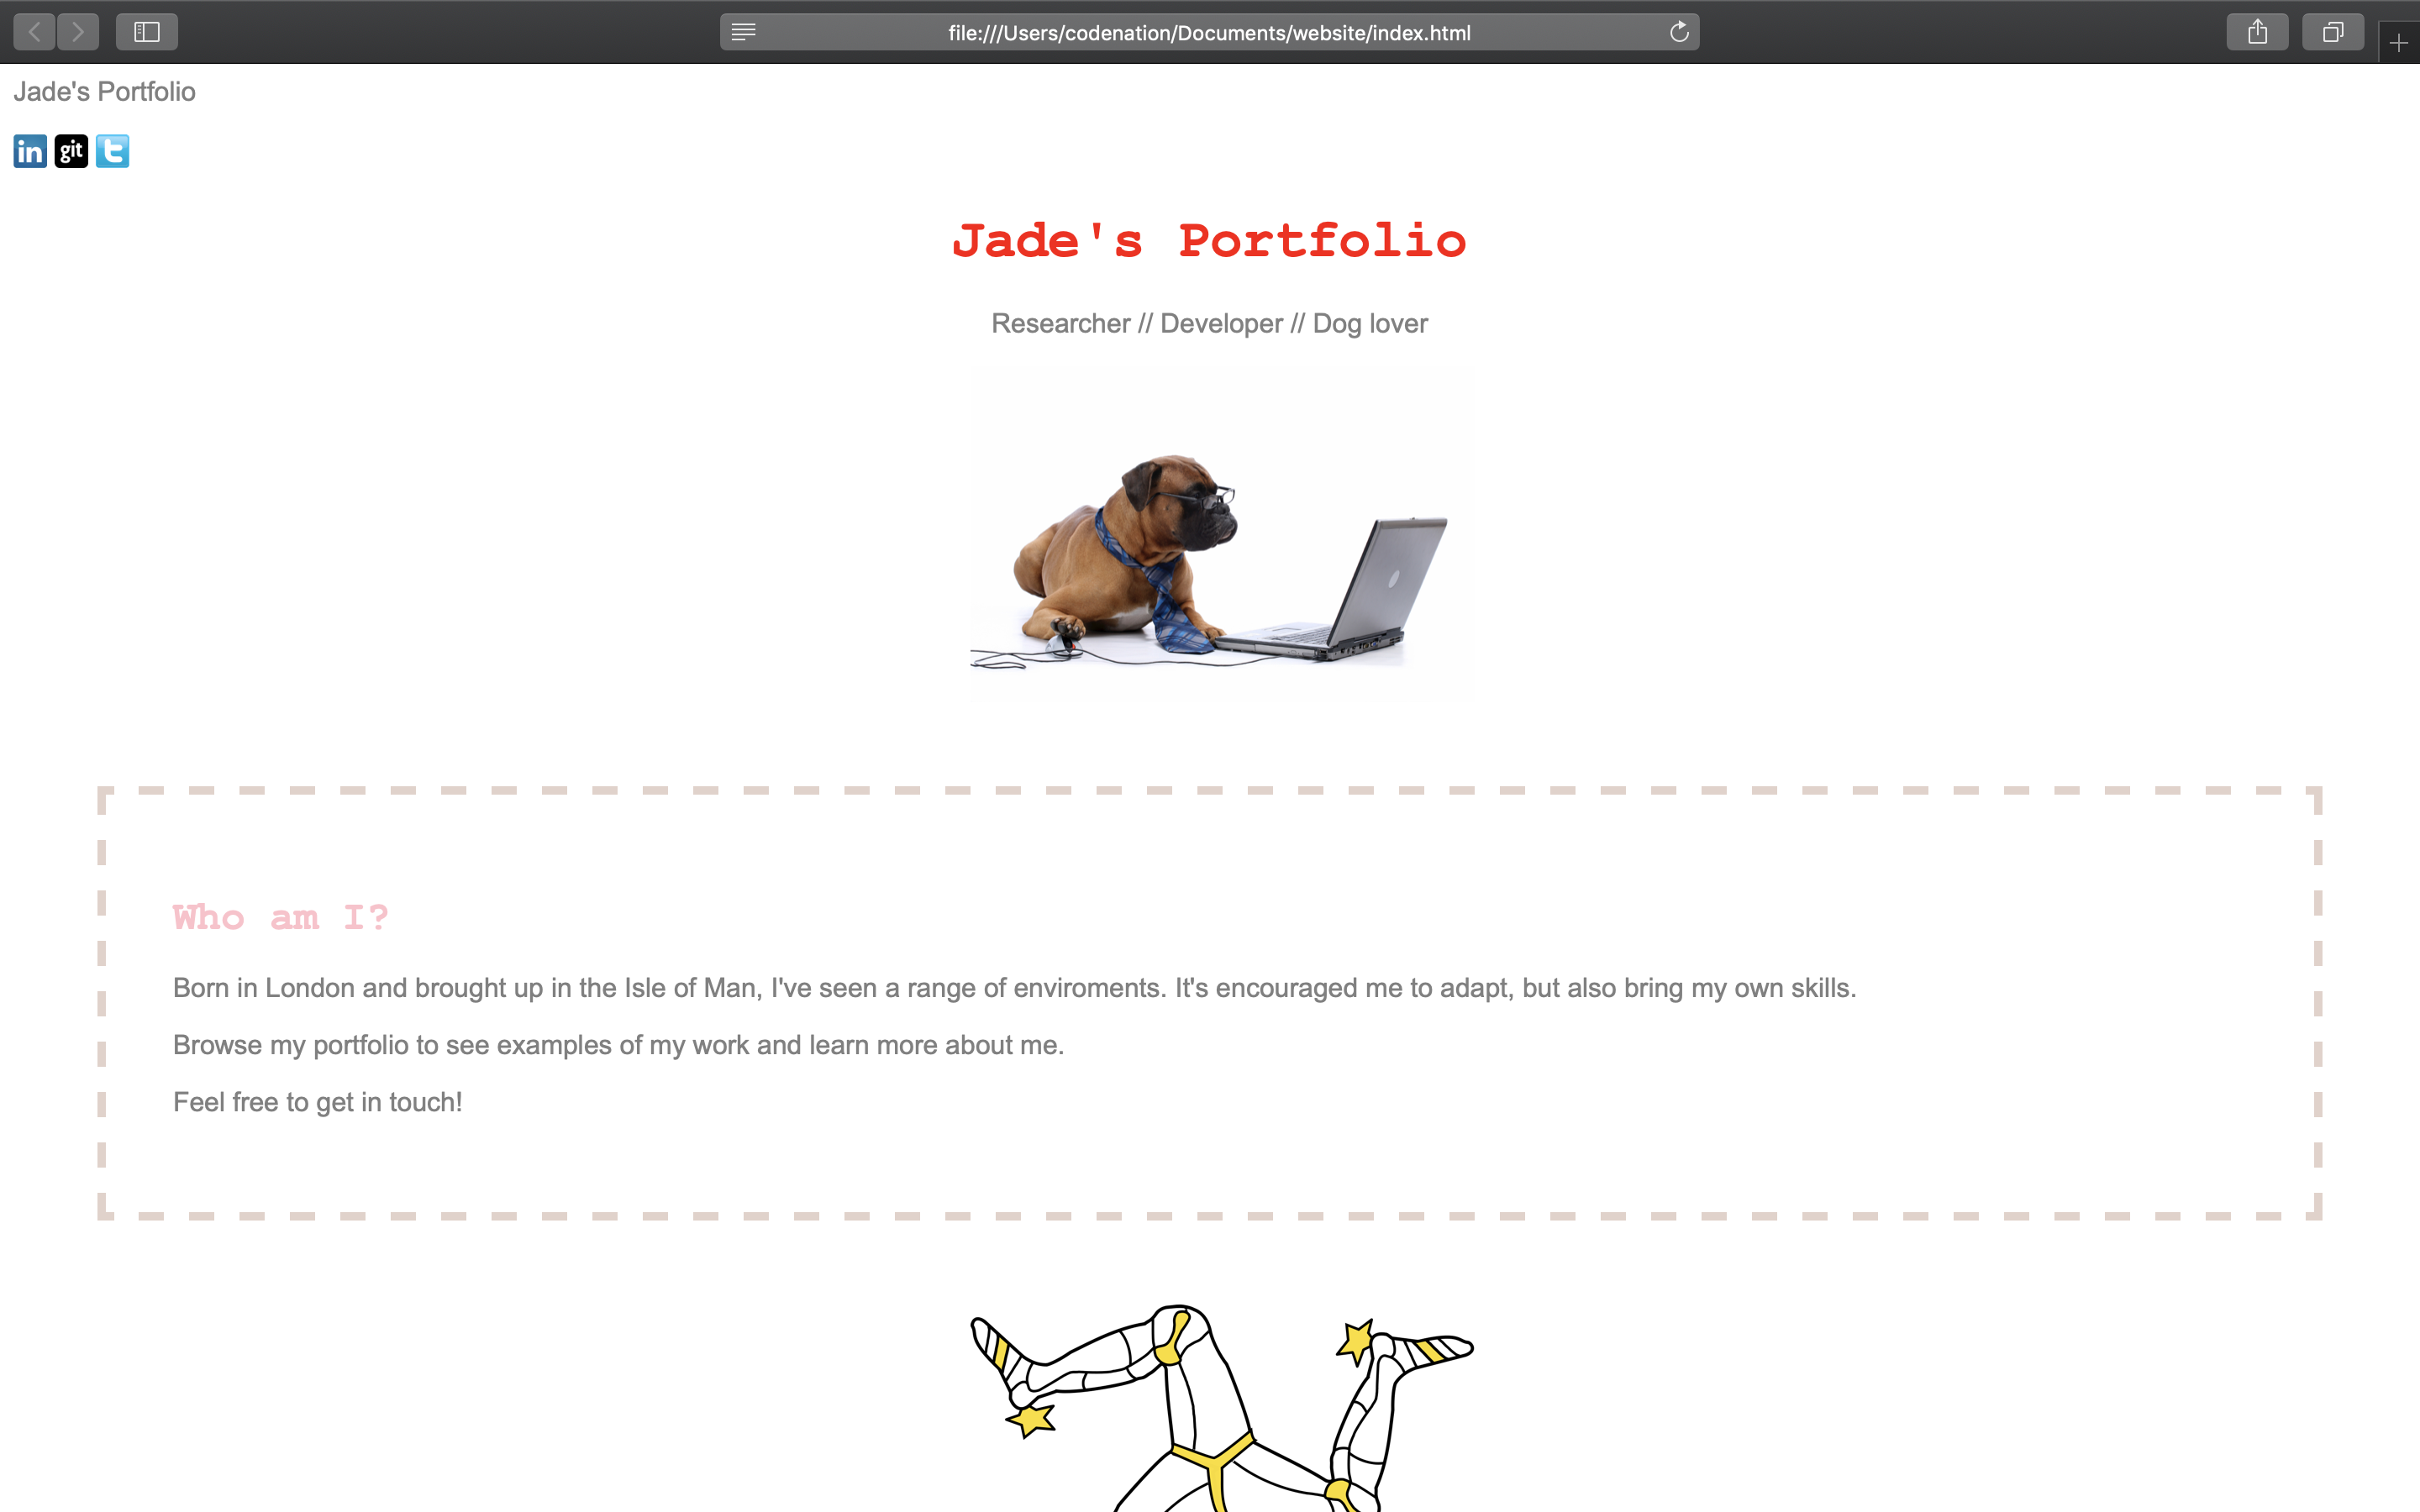 file:///Users/codenation/Documents/website/index.html
Jade's Portfolio
in git t
Jade's Portfolio
Researcher // Developer // Dog lover
Who am I?
Born in London and brought up in the Isle of Man, I've seen a range of enviroments. It's encouraged me to adapt, but also bring my own skills.
Browse my portfolio to see examples of my work and learn more about me.
Feel free to get in touch!